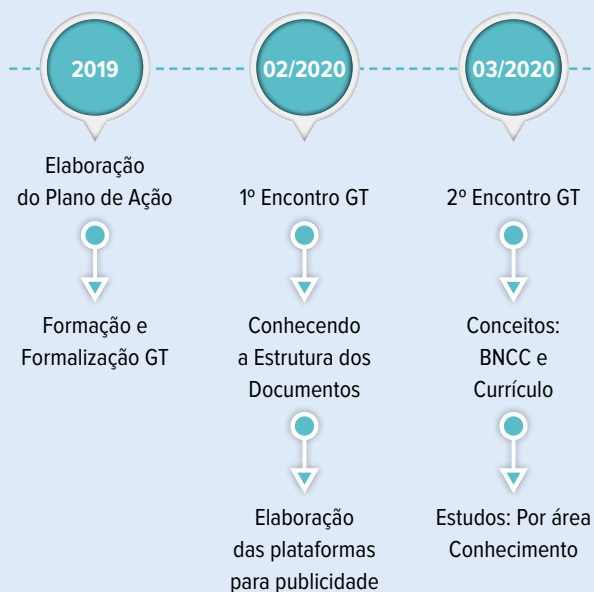 2019
Elaboração
do Plano de Ação
Formação e
Formalização GT
02/2020
1º Encontro GT
Conhecendo
a Estrutura dos
Documentos
Elaboração
das plataformas
para publicidade
03/2020
2º Encontro GT
Conceitos:
BNCC e
Currículo
Estudos: Por área
Conhecimento